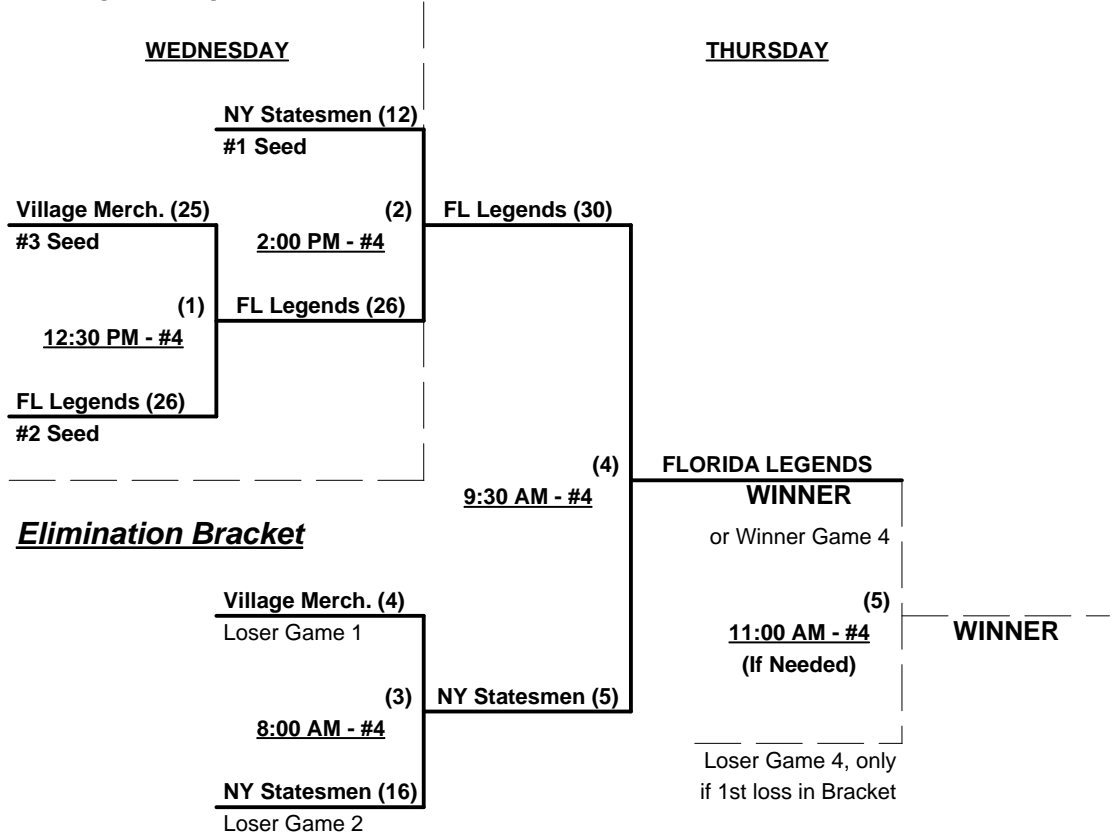 WEDNESDAY
THURSDAY
NY Statesmen (12)
#1 Seed
Village Merch. (25)
#3 Seed
(2)
2:00 PM - #4
FL Legends (30)
(1)
12:30 PM - #4
FL Legends (26)
FL Legends (26)
#2 Seed
(4)
9:30 AM - #4
FLORIDA LEGENDS
WINNER
or Winner Game 4
Elimination Bracket
Village Merch. (4)
Loser Game 1
(5)
11:00 AM - #4
(If Needed)
WINNER
(3)
8:00 AM - #4
NY Statesmen (5)
Loser Game 4, only
if 1st loss in Bracket
NY Statesmen (16)
Loser Game 2